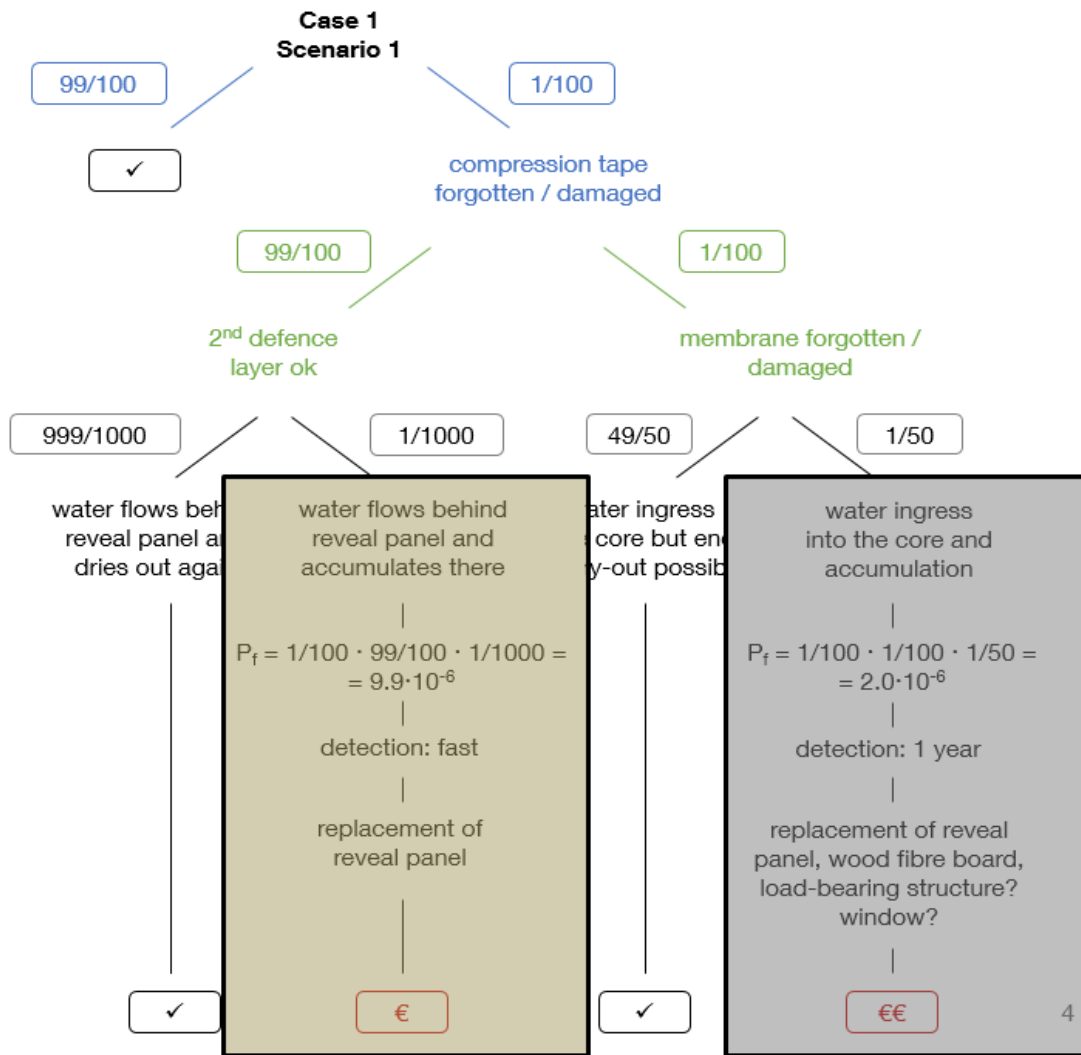 Case 1
Scenario 1
99/100
1/100
✓
compression tape
forgotten / damaged
99/100
1/100
2nd defence
layer ok
membrane forgotten /
damaged
999/1000
1/1000
49/50
1/50
water flows beh
reveal panel a
dries out agai
water flows behind
reveal panel and
accumulates there
ater ingress
core but en
y-out possib
water ingress
into the core and
accumulation
Pf = 1/100 · 99/100 · 1/1000 =
= 9.9·10-6
Pf = 1/100 · 1/100 · 1/50 =
= 2.0·10-6
detection: fast
detection: 1 year
replacement of
reveal panel
replacement of reveal
panel, wood fibre board,
load-bearing structure?
window?
✓
€
✓
€€
4